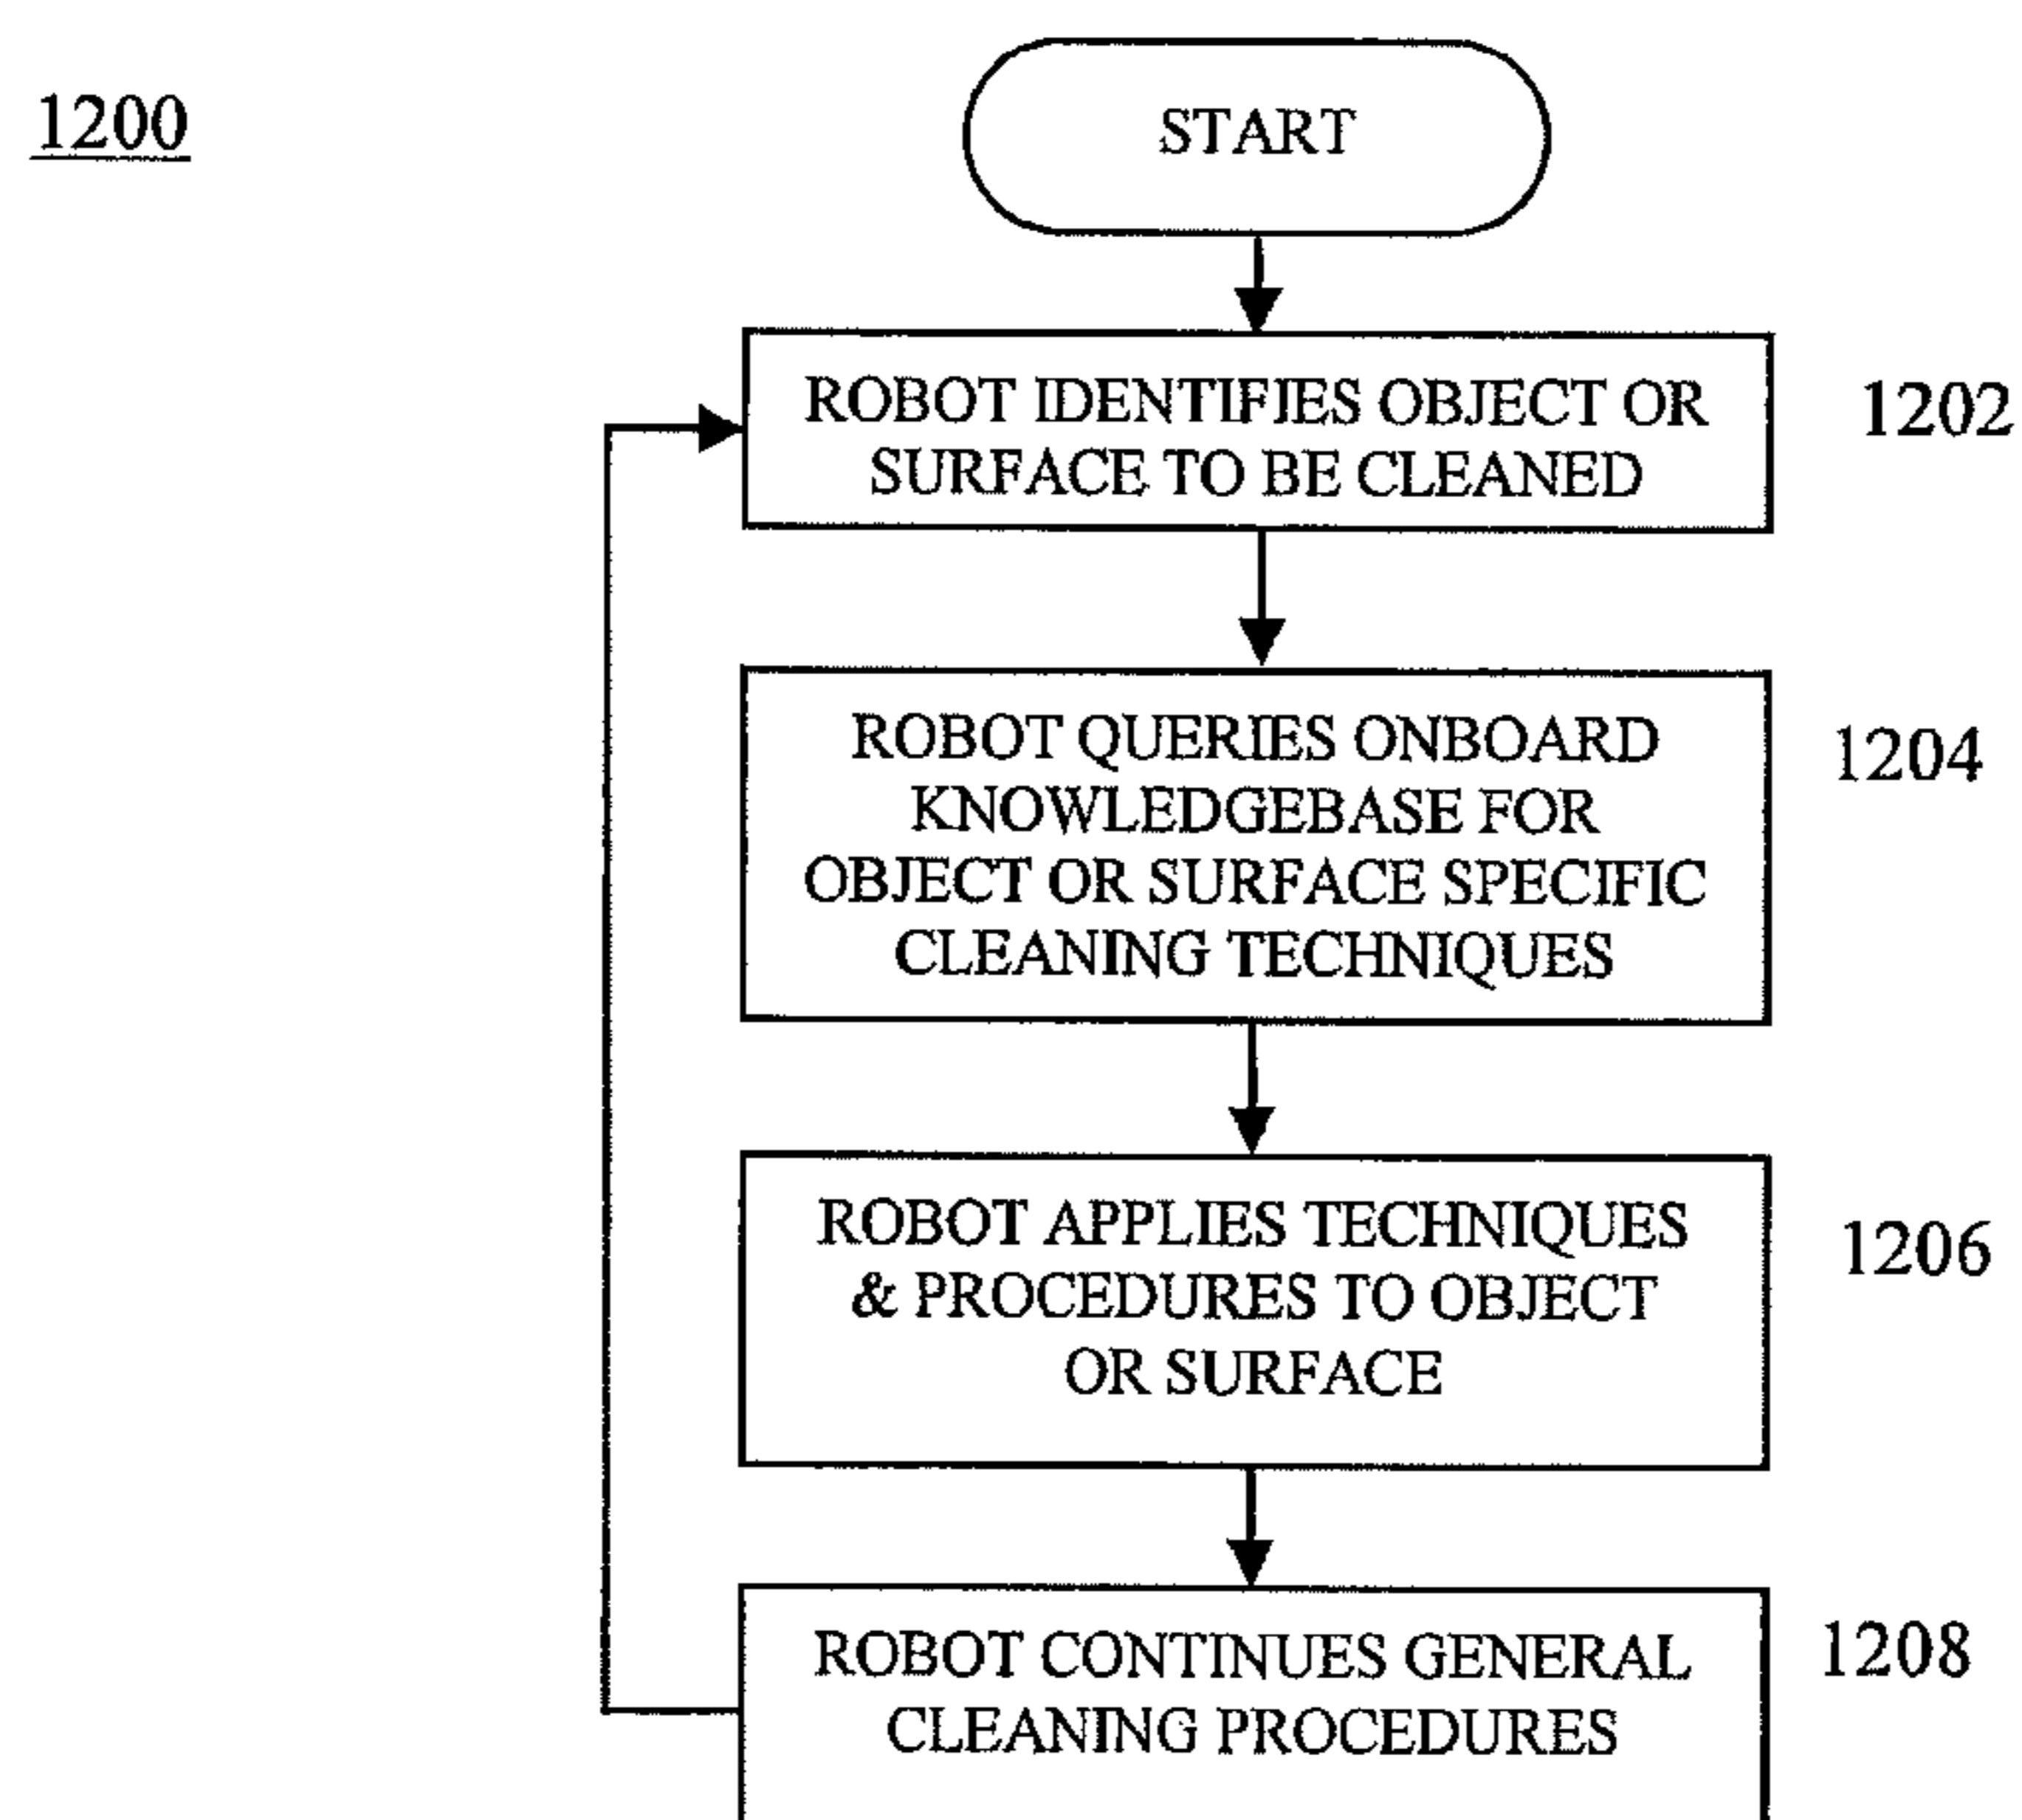 1200
START
ROBOT IDENTIFIES OBJECT OR
SURFACE TO BE CLEANED
1202
ROBOT QUERIES ONBOARD
KNOWLEDGEBASE FOR
OBJECT OR SURFACE SPECIFIC
CLEANING TECHNIQUES
1204
ROBOT APPLIES TECHNIQUES
& PROCEDURES TO OBJECT
OR SURFACE
1206
ROBOT CONTINUES GENERAL
CLEANING PROCEDURES
1208